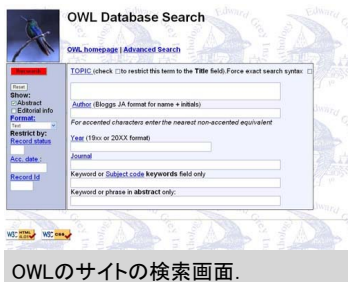 OWL Database Search
OWL homepage | Advanced Search
Show:
Abstract
Editorial info
Format:
Text
Restrict by:
Record status
Acc. date :
Record Id
TOPIC (check □to restrict this term to the Title field).Force exact search syntax □
Author (Bloggs JA format for name + initials)
For accented characters enter the nearest non-accented equivalent
Year (19xx or 20XX format)
Journal
Keyword or Subject code keywords field only
Keyword or phrase in abstract only:
W3C HTML
W3C css
OWLのサイトの検索画面.